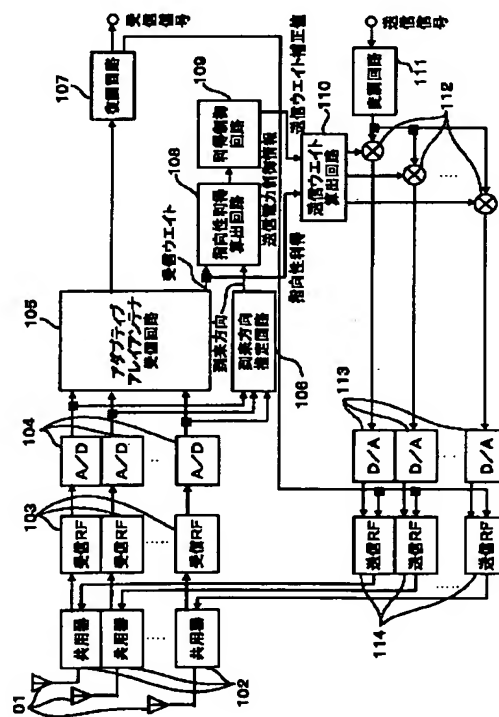 107
復調回路
受信信号
送信信号
111
変調回路
109
利得制御
回路
108
指向性利得
算出回路
送信電力制御情報
送信ウエイト補正値
110
送信ウエイト
算出回路
112
指向性利得
受信ウエイト
105
アダプティブ
アレイアンテナ
受信回路
到来方向
到来方向
推定回路
106
104
A/D
A/D
A/D
103
受信RF
受信RF
受信RF
共用器
共用器
共用器
01
102
113
D/A
D/A
D/A
送信RF
送信RF
送信RF
114